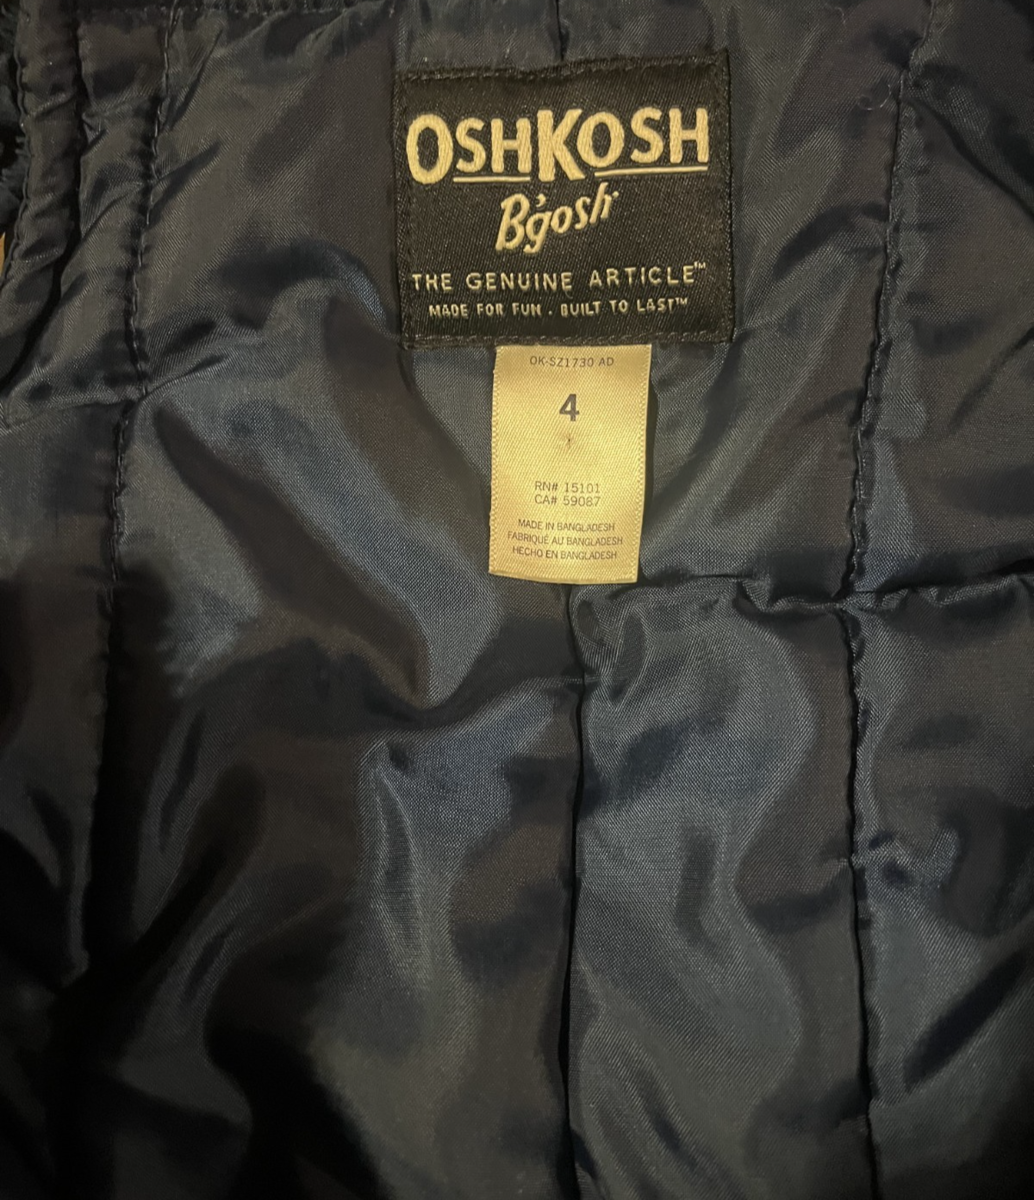 OSHKOSH
B'gosh
THE GENUINE ARTICLE™
MADE FOR FUN . BUILT TO LAST™
OK-SZ1730 AD
4
RN# 15101
CA# 59087
MADE IN BANGLADESH
FABRIQUÉ AU BANGLADESH
HECHO EN BANGLADESH